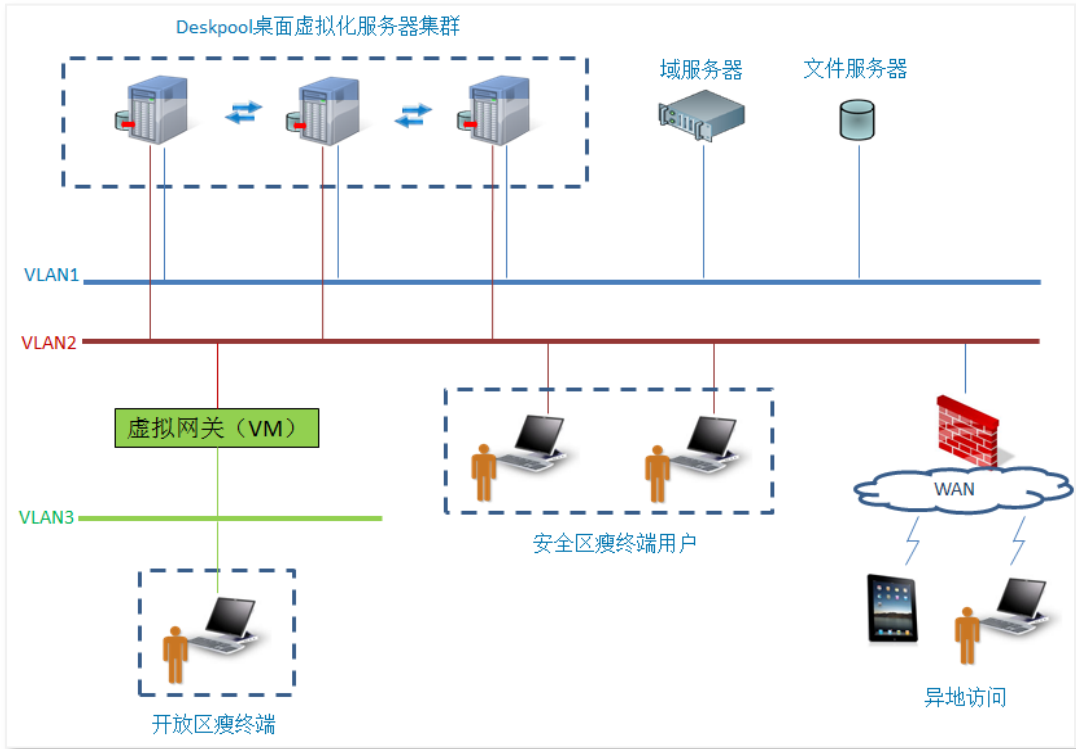 Deskpool桌面虚拟化服务器集群
域服务器
文件服务器
VLAN1
VLAN2
虚拟网关（VM）
WAN
VLAN3
安全区瘦终端用户
异地访问
开放区瘦终端